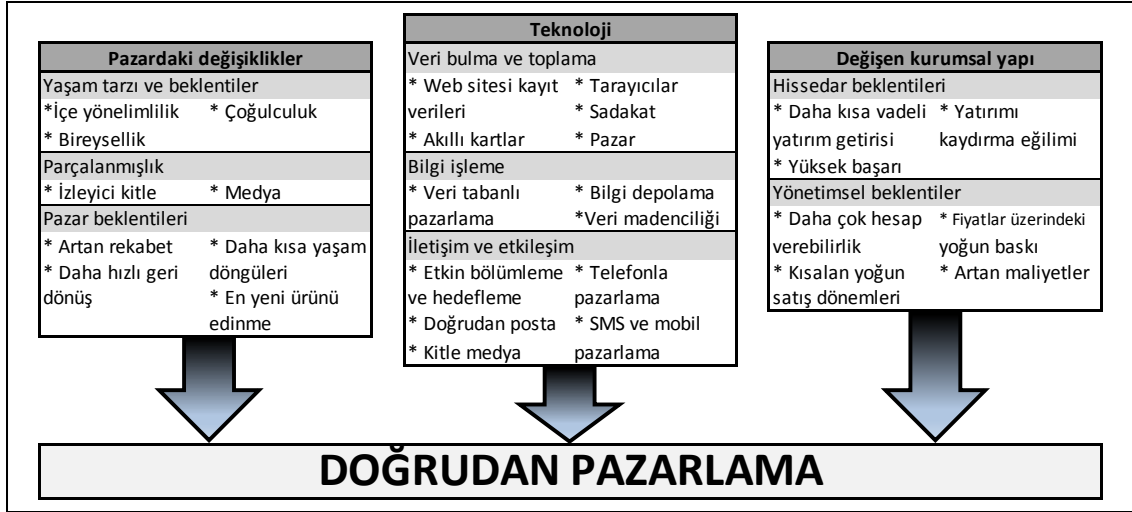 Pazardaki değişiklikler
Yaşam tarzı ve beklentiler
*İçe yönelimlilik * Çoğulculuk
* Bireysellik
Parçalanmışlık
* İzleyici kitle * Medya
Pazar beklentileri
* Artan rekabet
* Daha hızlı geri
dönüş
* Daha kısa yaşam
döngüleri
* En yeni ürünü
edinme
Teknoloji
Veri bulma ve toplama
* Web sitesi kayıt
verileri
* Akıllı kartlar
* Tarayıcılar
* Sadakat
* Pazar
Bilgi işleme
* Veri tabanlı
pazarlama
* Bilgi depolama
*Veri madenciliği
İletişim ve etkileşim
* Etkin bölümleme
ve hedefleme
* Doğrudan posta
* Kitle medya
* Telefonla
pazarlama
* SMS ve mobil
pazarlama
Değişen kurumsal yapı
Hissedar beklentileri
* Daha kısa vadeli
yatırım getirisi
* Yüksek başarı
* Yatırımı
kaydırma eğilimi
Yönetimsel beklentiler
* Daha çok hesap
verebilirlik
* Kısalan yoğun
satış dönemleri
* Fiyatlar üzerindeki
yoğun baskı
* Artan maliyetler
DOĞRUDAN PAZARLAMA